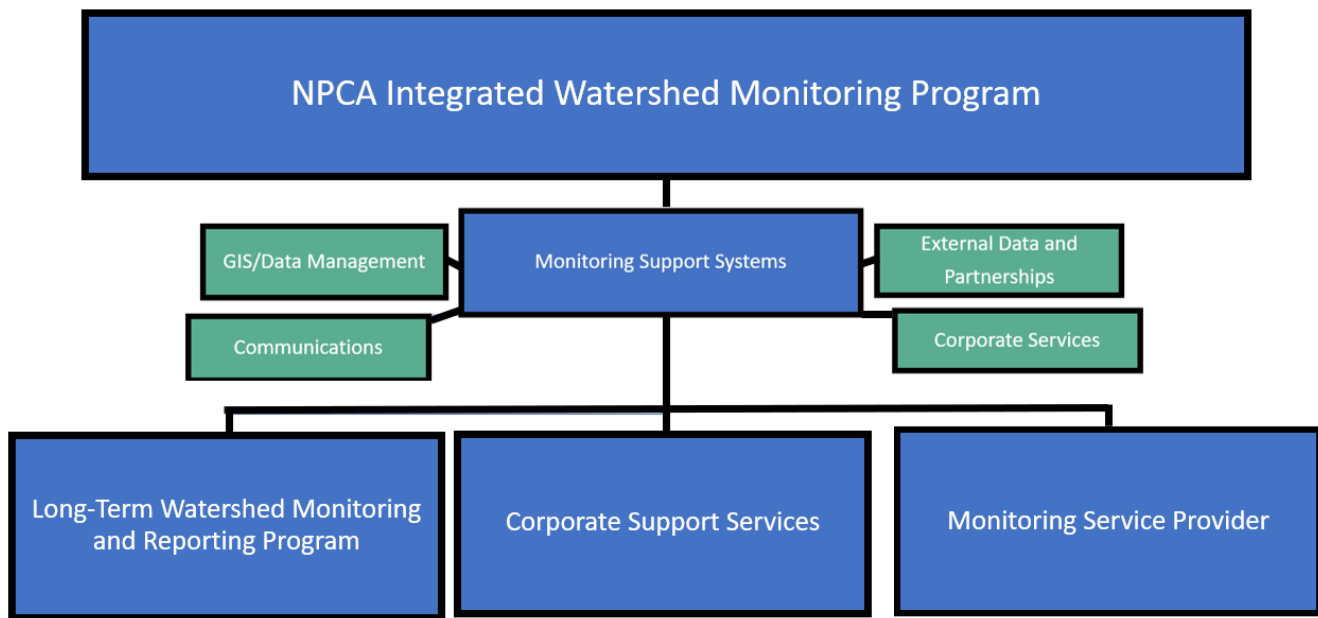 NPCA Integrated Watershed Monitoring Program
GIS/Data Management
Monitoring Support Systems
External Data and
Partnerships
Communications
Corporate Services
Long-Term Watershed Monitoring
and Reporting Program
Corporate Support Services
Monitoring Service Provider